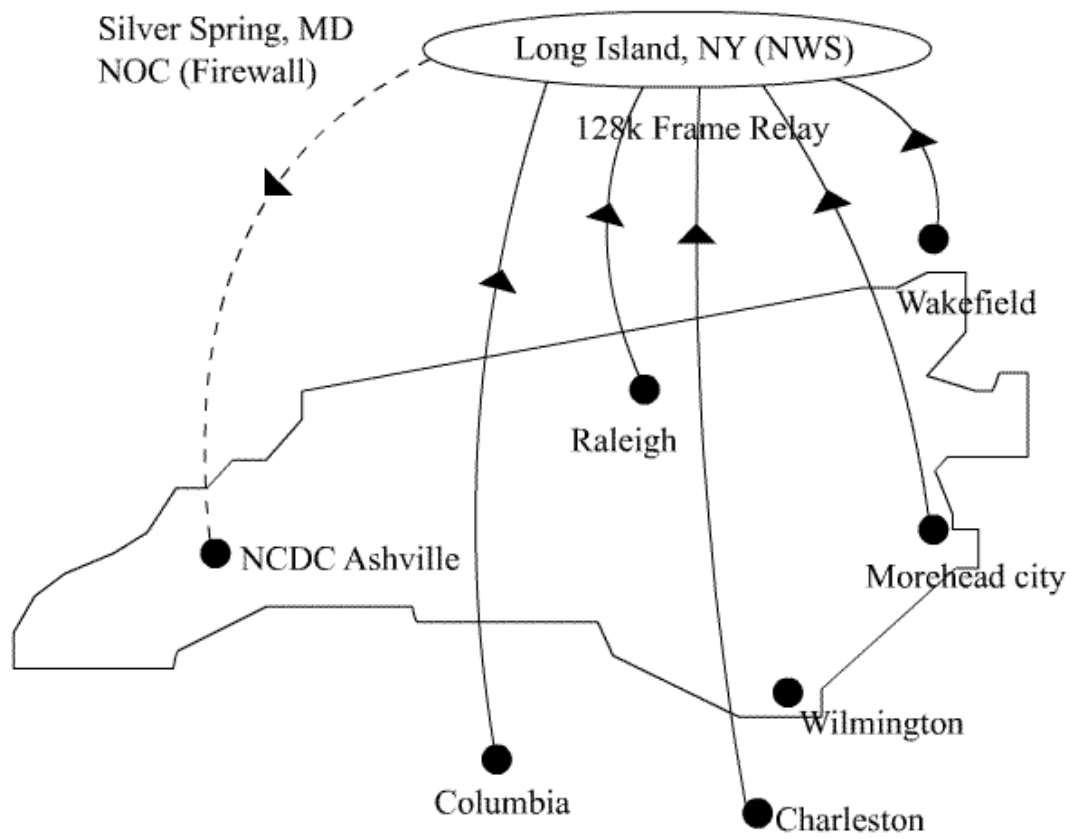 Silver Spring, MD
NOC (Firewall)
Long Island, NY (NWS)
128k Frame Relay
Wakefield
Raleigh
NCDC Ashville
Morehead city
Wilmington
Columbia
Charleston